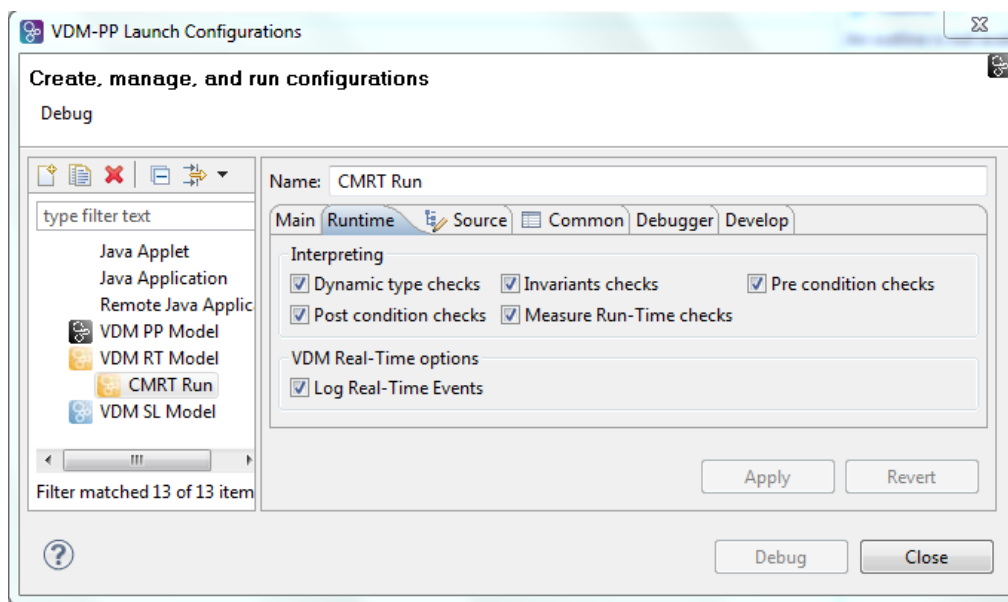 VDM-PP Launch Configurations
Create, manage, and run configurations
Debug
type filter text
Java Applet
Java Application
Remote Java Applic
VDM PP Model
VDM RT Model
CMRT Run
VDM SL Model
Filter matched 13 of 13 item
Name: CMRT Run
Main Runtime Source Common Debugger Develop
Interpreting
Dynamic type checks Invariants checks Pre condition checks
Post condition checks Measure Run-Time checks
VDM Real-Time options
Log Real-Time Events
Apply Revert
? Debug Close